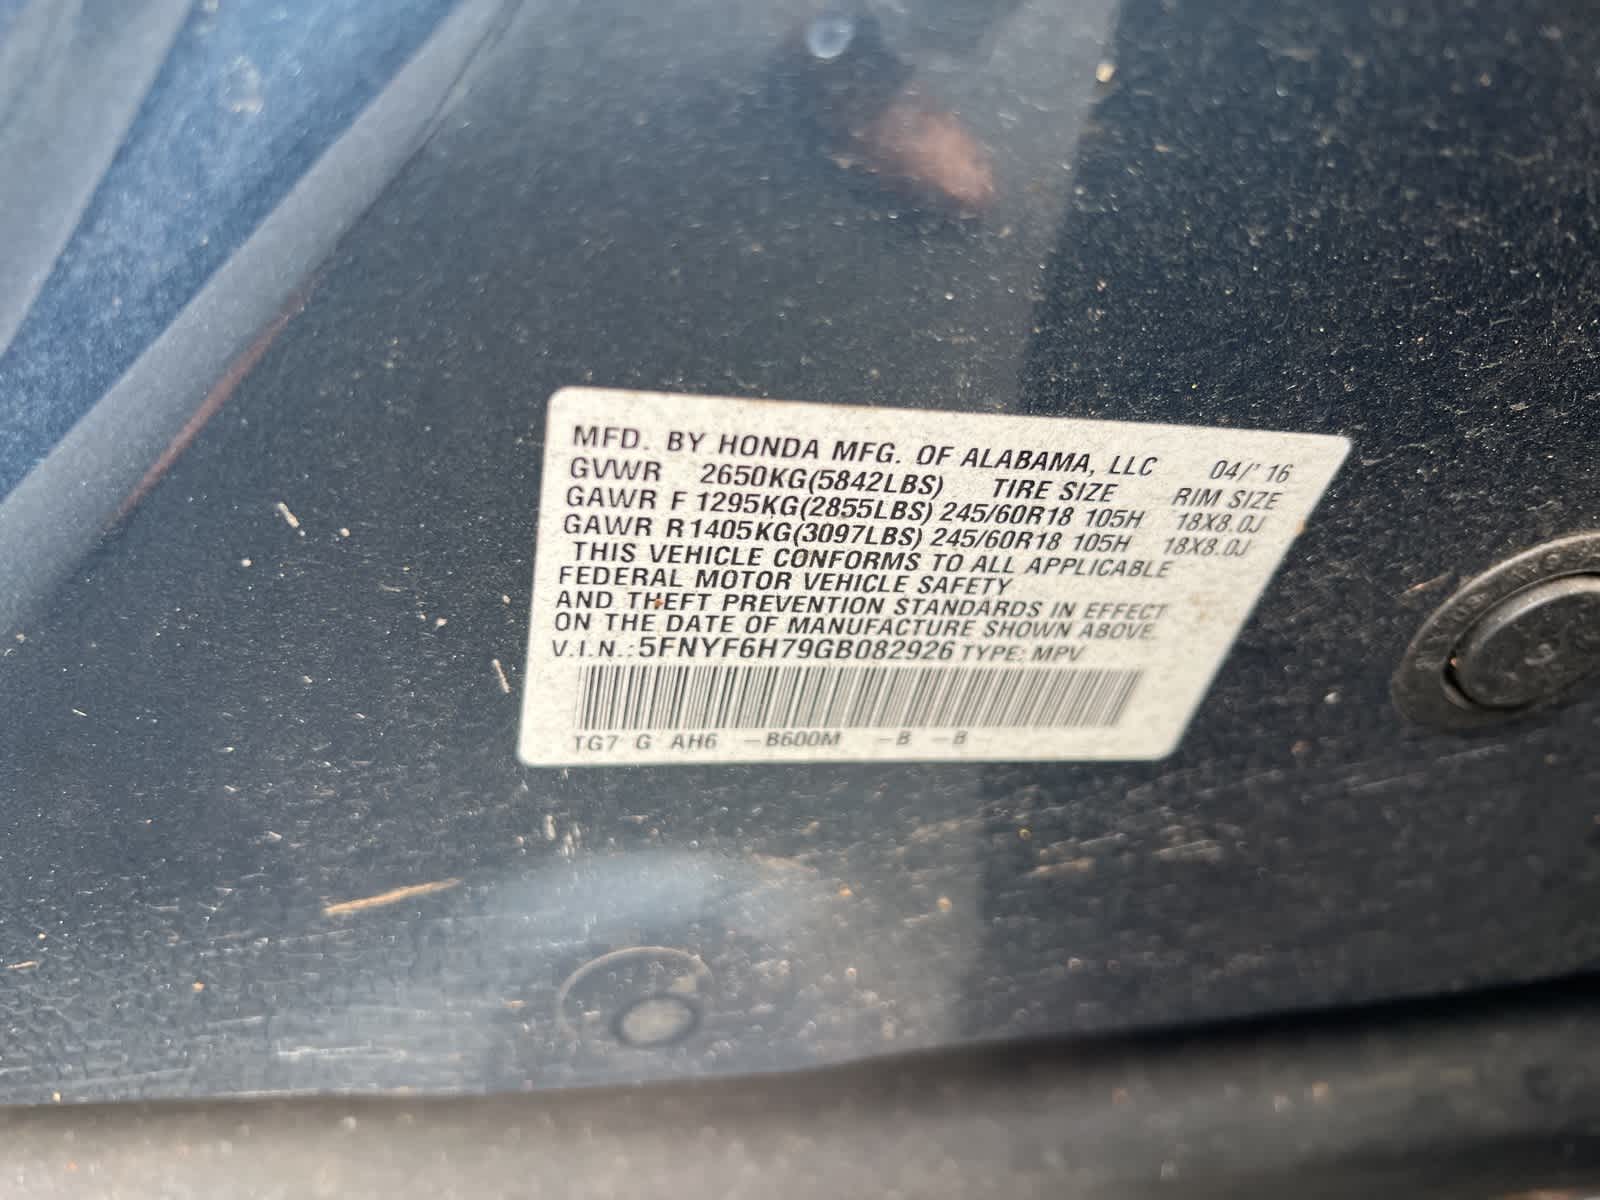 MFD. BY HONDA MFG. OF ALABAMA, LLC 04/'16
GVWR 2650KG(5842LBS) TIRE SIZE RIM SIZE
GAWR F 1295KG(2855LBS) 245/60R18 105H 18X8.0J
GAWR R 1405KG(3097LBS) 245/60R18 105H 18X8.0J
THIS VEHICLE CONFORMS TO ALL APPLICABLE
FEDERAL MOTOR VEHICLE SAFETY
AND THEFT PREVENTION STANDARDS IN EFFECT
ON THE DATE OF MANUFACTURE SHOWN ABOVE.
V.I.N.: 5FNYF6H79GB082926 TYPE: MPV
TG7 G AH6 -B600M -B -B